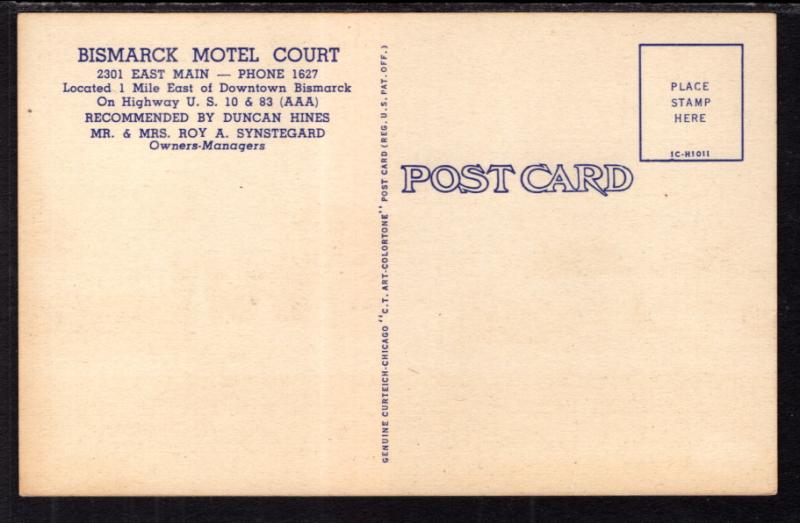 BISMARCK MOTEL COURT
2301 EAST MAIN — PHONE 1627
Located 1 Mile East of Downtown Bismarck
On Highway U. S. 10 & 83 (AAA)
RECOMMENDED BY DUNCAN HINES
MR. & MRS. ROY A. SYNSTEGARD
Owners-Managers
GENUINE CURTEICH-CHICAGO "C.T. ART-COLORTONE" POST CARD (REG. U.S. PAT. OFF.)
POST CARD
PLACE
STAMP
HERE
1C-H1011